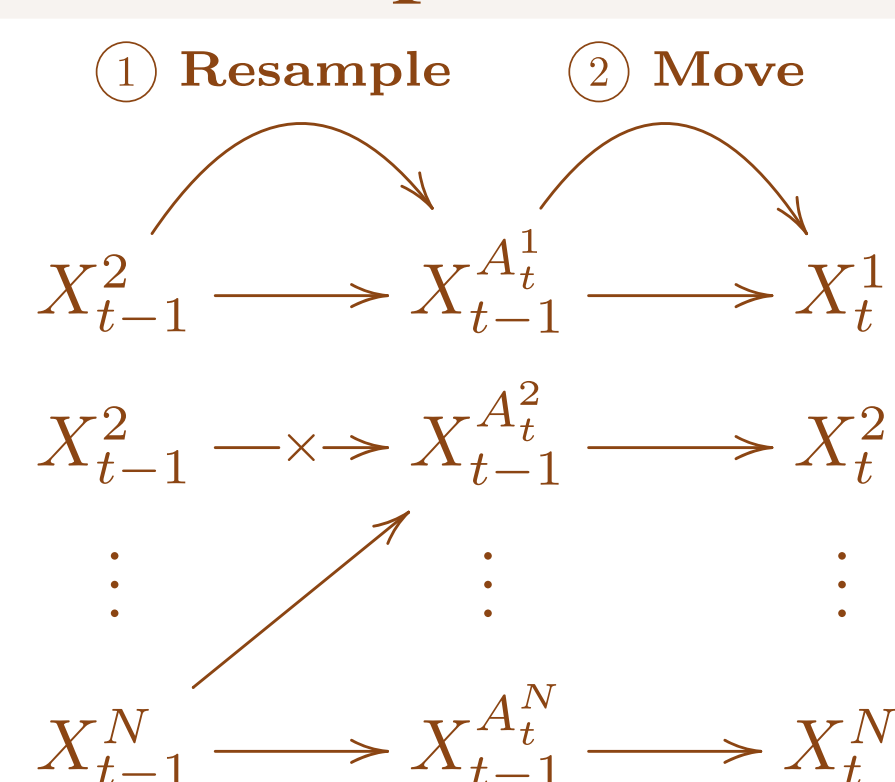 ① Resample ② Move
X_{t-1}^2 X_{t-1}^{A_t^1} X_t^1
X_{t-1}^2 × X_{t-1}^{A_t^2} X_t^2
⋮ ⋮ ⋮
X_{t-1}^N X_{t-1}^{A_t^N} X_t^N